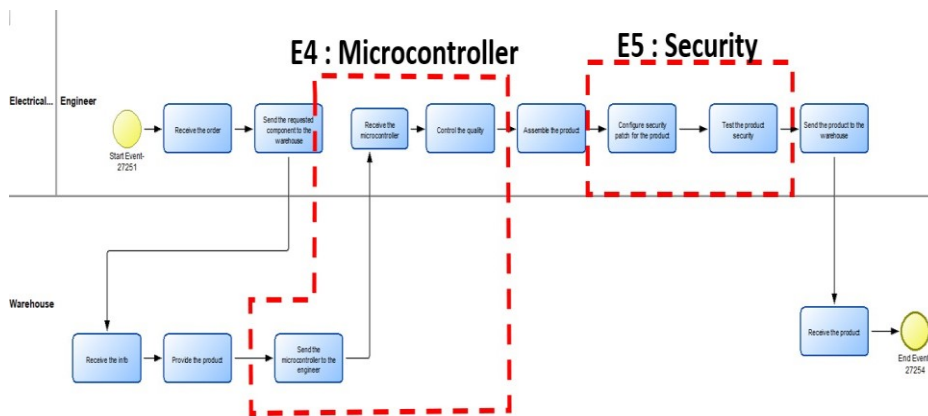 E4 : Microcontroller
E5 : Security
Electrical...
Engineer
Start Event-
27251
Receive the order
Send the requested
component to the
warehouse
Receive the
microcontroller
Control the quality
Assemble the product
Configure security
patch for the product
Test the product
security
Send the product to the
warehouse
Warehouse
Receive the info
Provide the product
Send the
microcontroller to the
engineer
Receive the product
End Event-
27254